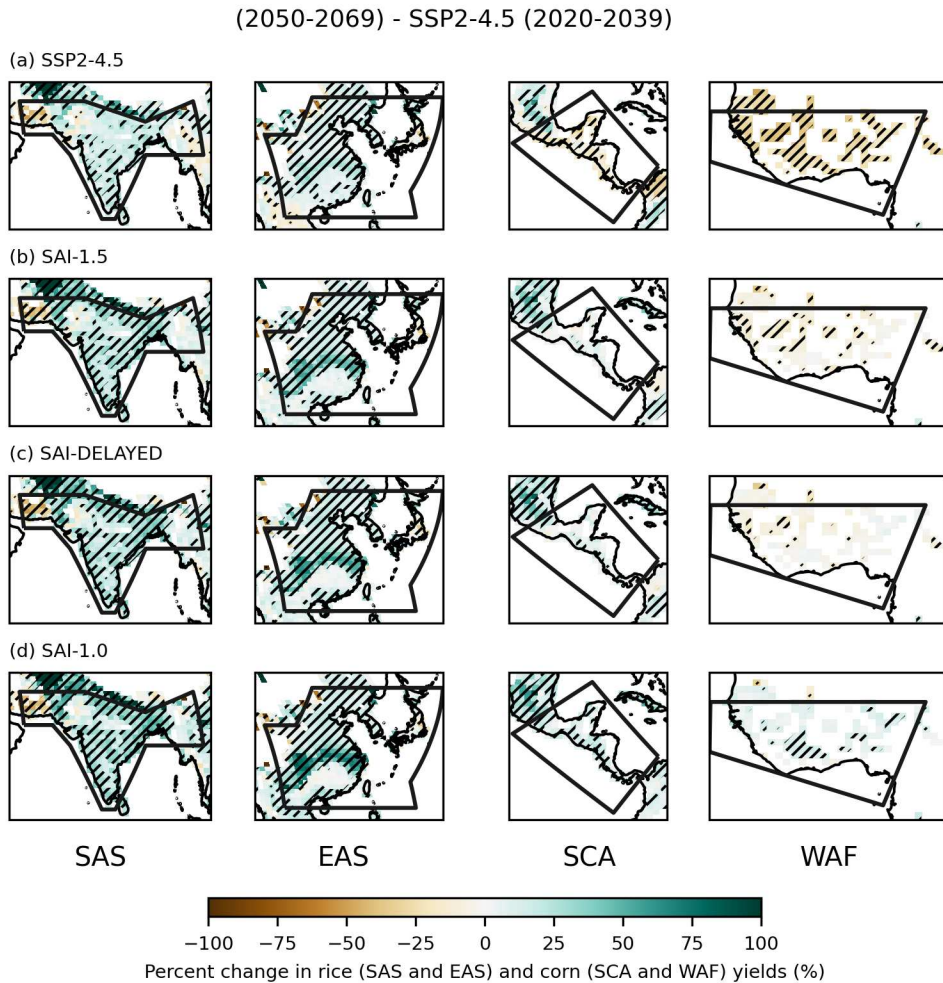 (2050-2069) - SSP2-4.5 (2020-2039)
(a) SSP2-4.5
(b) SAI-1.5
(c) SAI-DELAYED
(d) SAI-1.0
SAS EAS SCA WAF
−100 −75 −50 −25 0 25 50 75 100
Percent change in rice (SAS and EAS) and corn (SCA and WAF) yields (%)